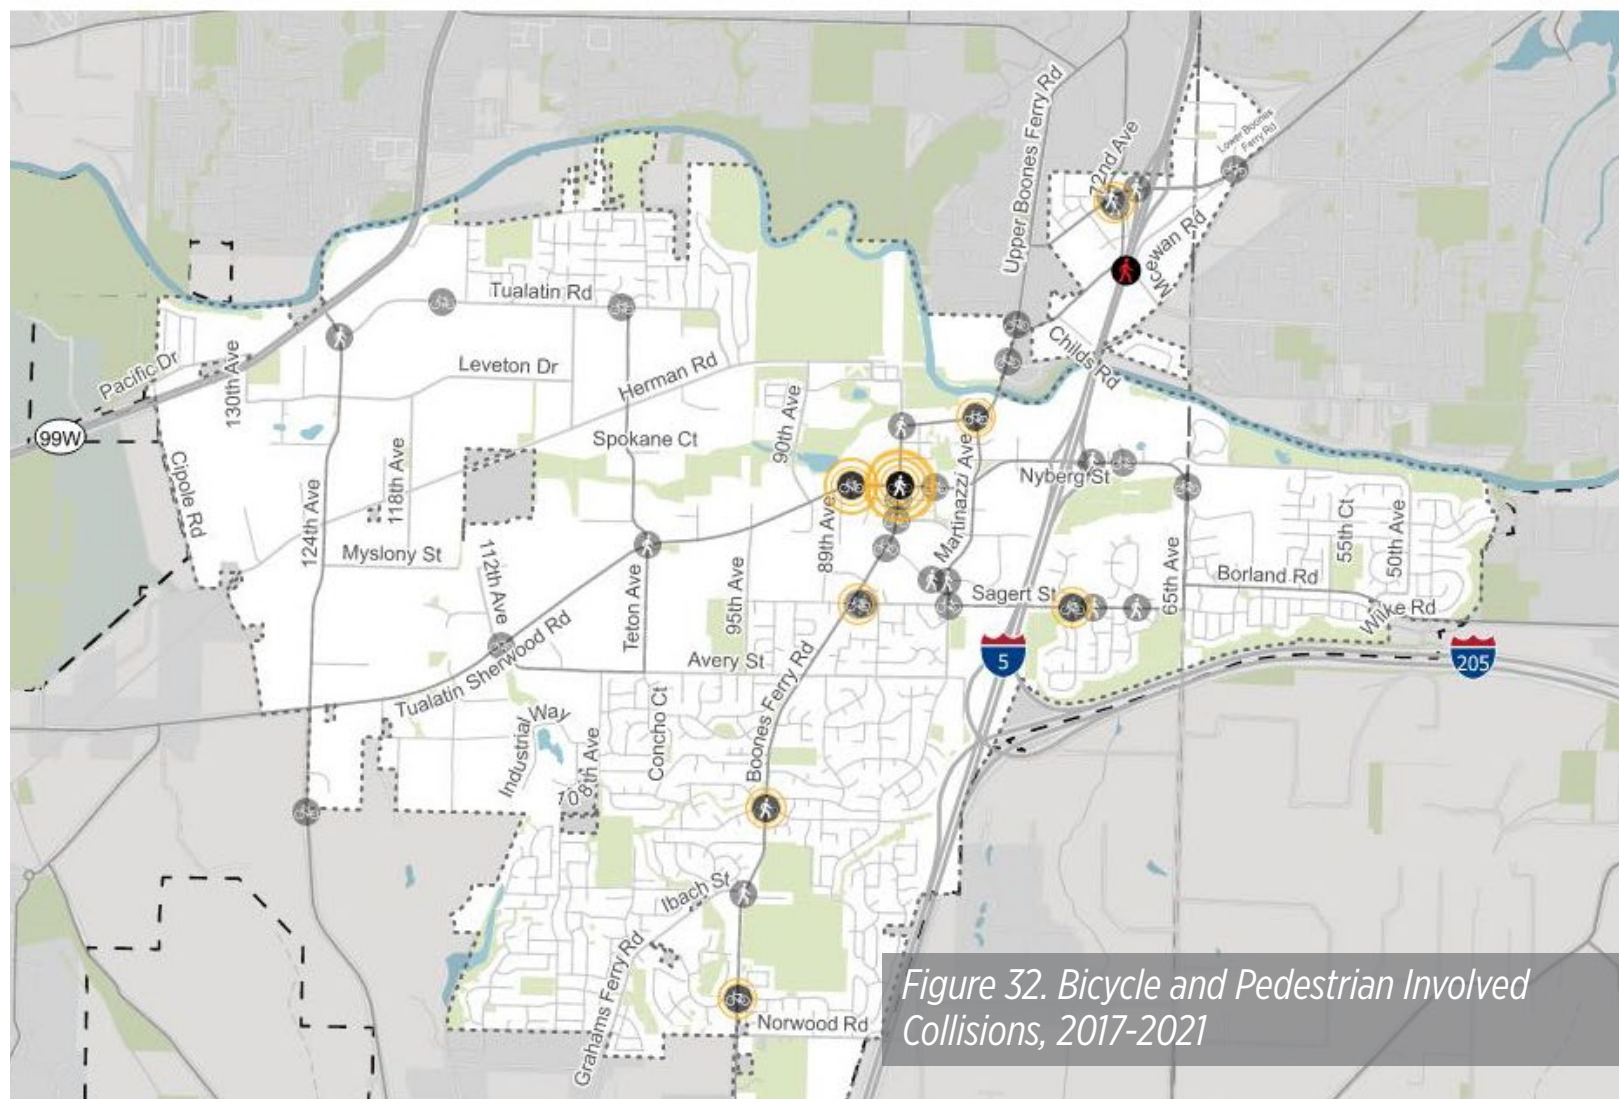 Lower Boones
Ferry Rd
Upper Boones Ferry Rd
72nd Ave
Mcewan Rd
Tualatin Rd
Childs Rd
Pacific Dr
130th Ave
Leveton Dr
Herman Rd
99W
90th Ave
Spokane Ct
Martinazzi Ave
Nyberg St
Cipole Rd
118th Ave
124th Ave
Myslony St
112th Ave
89th Ave
55th Ct
50th Ave
65th Ave
Borland Rd
Sagert St
Wilke Rd
Teton Ave
95th Ave
5
205
Avery St
Tualatin Sherwood Rd
Boones Ferry Rd
Industrial Way
Concho Ct
108th Ave
Ibach St
Grahams Ferry Rd
Norwood Rd
Figure 32. Bicycle and Pedestrian Involved
Collisions, 2017-2021